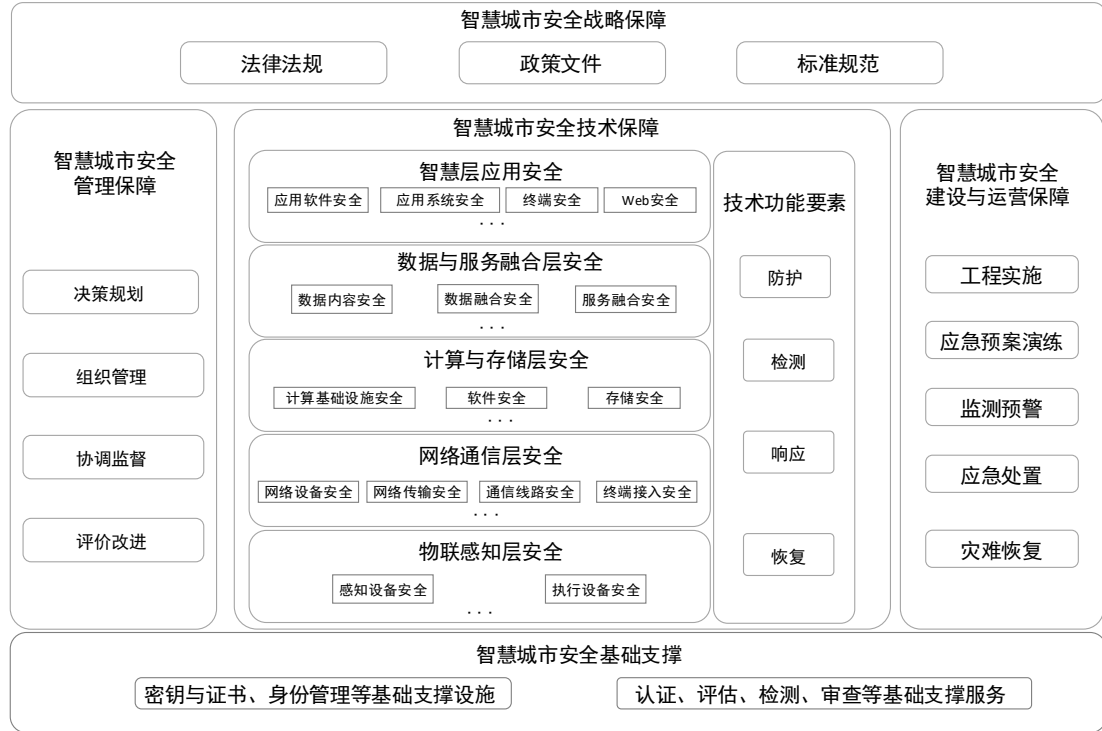 智慧城市安全战略保障
法律法规
政策文件
标准规范
智慧城市安全
管理保障
决策规划
组织管理
协调监督
评价改进
智慧城市安全技术保障
智慧层应用安全
应用软件安全
应用系统安全
终端安全
Web安全
...
数据与服务融合层安全
数据内容安全
数据融合安全
服务融合安全
...
计算与存储层安全
计算基础设施安全
软件安全
存储安全
...
网络通信层安全
网络设备安全
网络传输安全
通信线路安全
终端接入安全
...
物联感知层安全
感知设备安全
执行设备安全
...
技术功能要素
防护
检测
响应
恢复
智慧城市安全
建设与运营保障
工程实施
应急预案演练
监测预警
应急处置
灾难恢复
智慧城市安全基础支撑
密钥与证书、身份管理等基础支撑设施
认证、评估、检测、审查等基础支撑服务